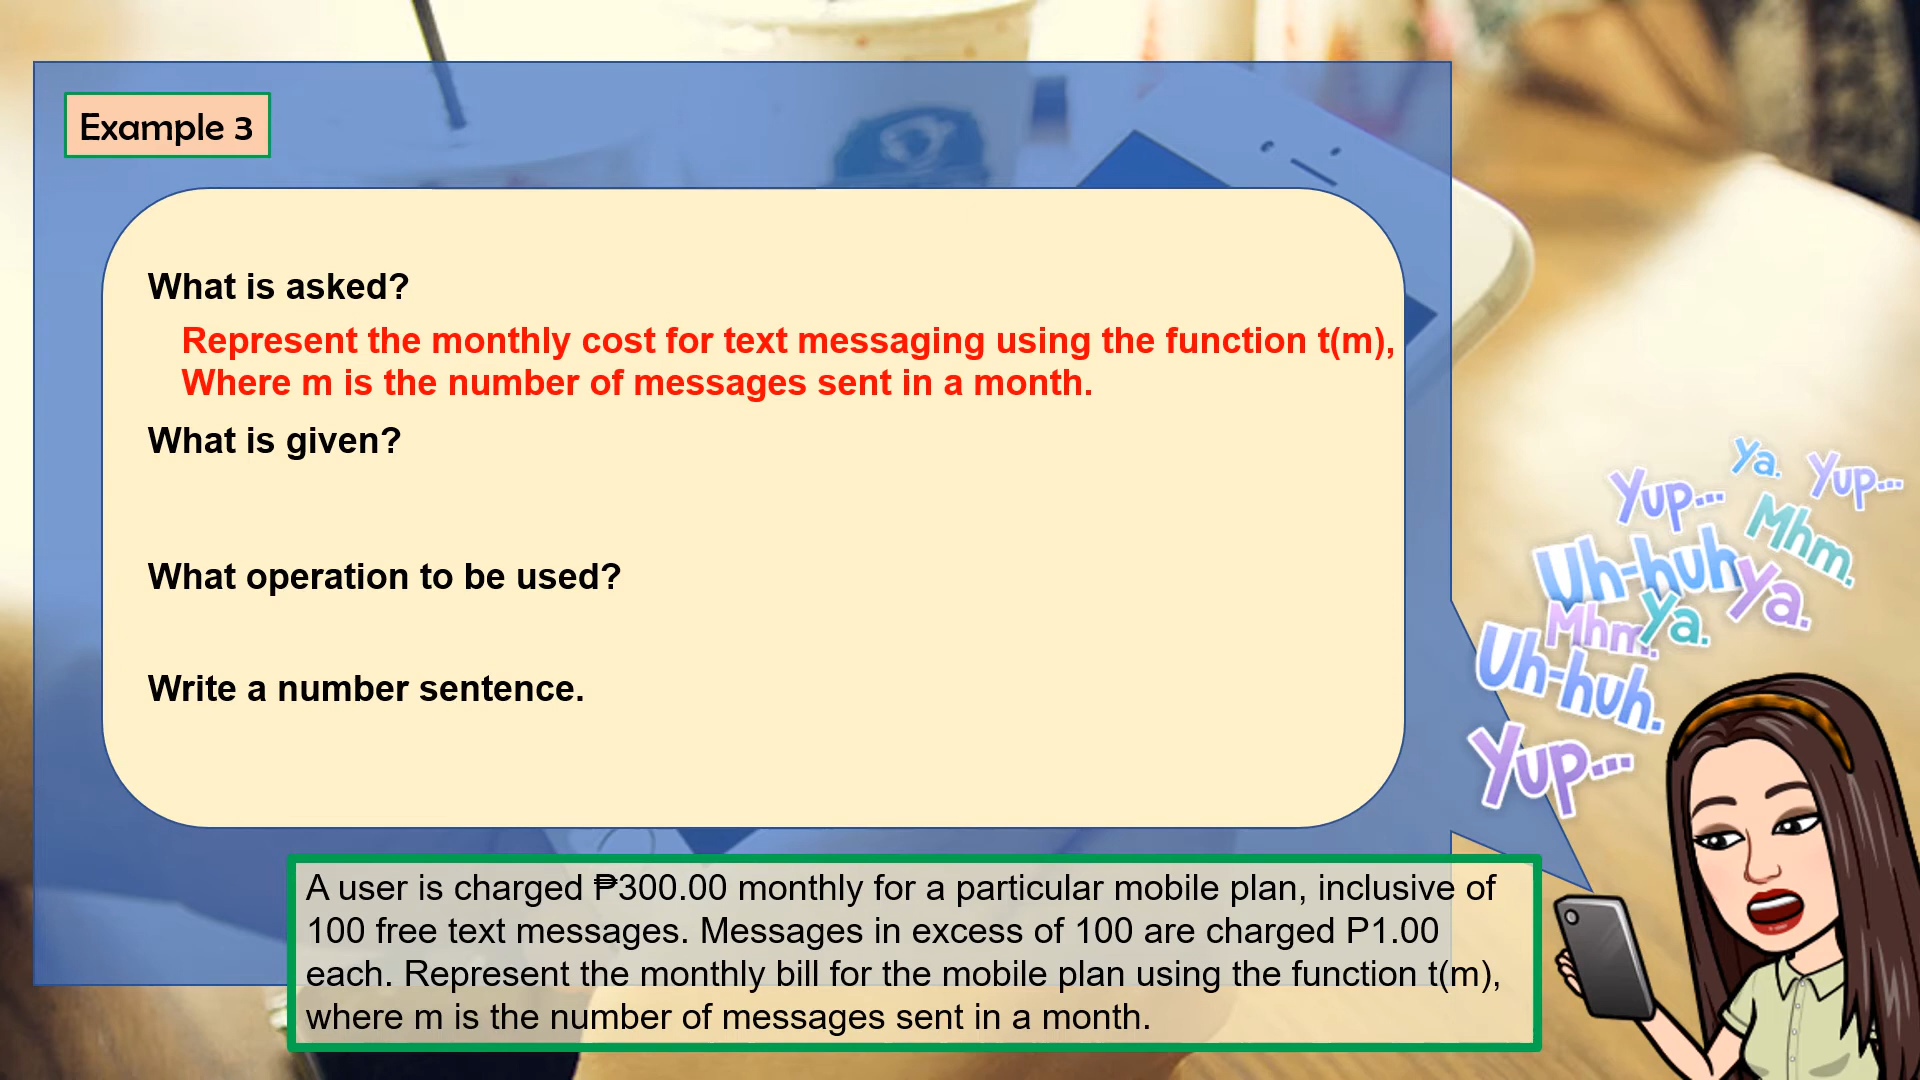 Example 3
What is asked?
Represent the monthly cost for text messaging using the function t(m),
Where m is the number of messages sent in a month.
What is given?
What operation to be used?
Write a number sentence.
Ya.
Yup...
Yup...
Mhm.
Uh-huh
Ya.
Mhm.
Ya.
Uh-huh.
Yup...
A user is charged ₱300.00 monthly for a particular mobile plan, inclusive of
100 free text messages. Messages in excess of 100 are charged P1.00
each. Represent the monthly bill for the mobile plan using the function t(m),
where m is the number of messages sent in a month.